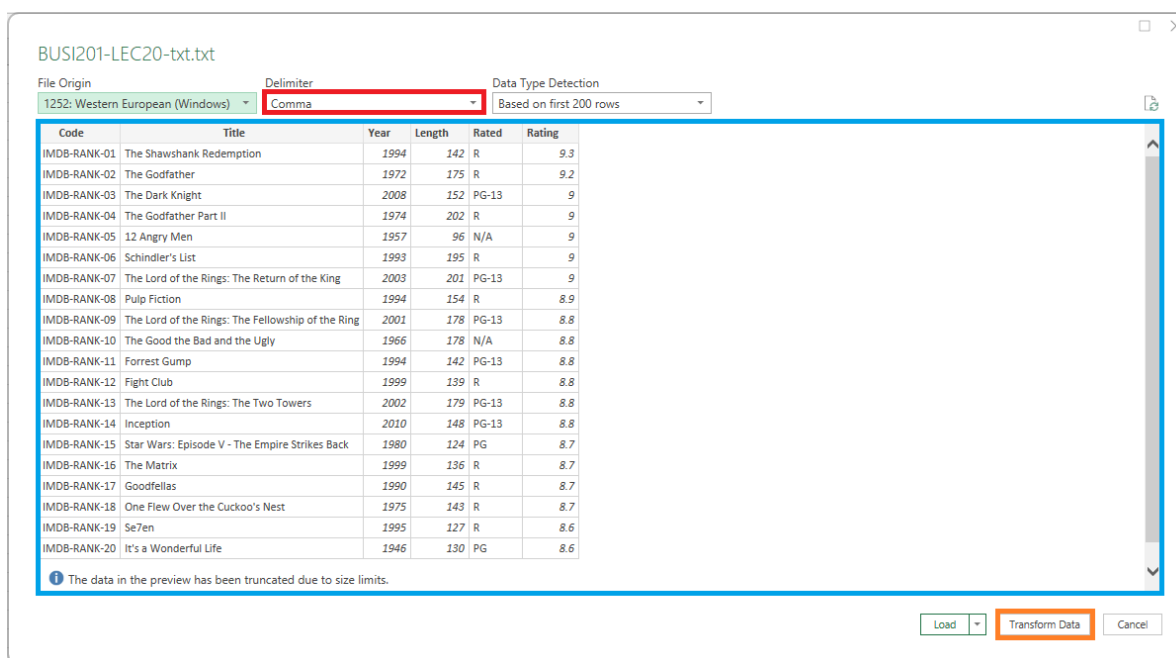 BUSI201-LEC20-txt.txt
File Origin Delimiter Data Type Detection
1252: Western European (Windows) Comma Based on first 200 rows
Code Title Year Length Rated Rating
IMDB-RANK-01 The Shawshank Redemption 1994 142 R 9.3
IMDB-RANK-02 The Godfather 1972 175 R 9.2
IMDB-RANK-03 The Dark Knight 2008 152 PG-13 9
IMDB-RANK-04 The Godfather Part II 1974 202 R 9
IMDB-RANK-05 12 Angry Men 1957 96 N/A 9
IMDB-RANK-06 Schindler's List 1993 195 R 9
IMDB-RANK-07 The Lord of the Rings: The Return of the King 2003 201 PG-13 9
IMDB-RANK-08 Pulp Fiction 1994 154 R 8.9
IMDB-RANK-09 The Lord of the Rings: The Fellowship of the Ring 2001 178 PG-13 8.8
IMDB-RANK-10 The Good the Bad and the Ugly 1966 178 N/A 8.8
IMDB-RANK-11 Forrest Gump 1994 142 PG-13 8.8
IMDB-RANK-12 Fight Club 1999 139 R 8.8
IMDB-RANK-13 The Lord of the Rings: The Two Towers 2002 179 PG-13 8.8
IMDB-RANK-14 Inception 2010 148 PG-13 8.8
IMDB-RANK-15 Star Wars: Episode V - The Empire Strikes Back 1980 124 PG 8.7
IMDB-RANK-16 The Matrix 1999 136 R 8.7
IMDB-RANK-17 Goodfellas 1990 145 R 8.7
IMDB-RANK-18 One Flew Over the Cuckoo's Nest 1975 143 R 8.7
IMDB-RANK-19 Se7en 1995 127 R 8.6
IMDB-RANK-20 It's a Wonderful Life 1946 130 PG 8.6
The data in the preview has been truncated due to size limits.
Load Transform Data Cancel